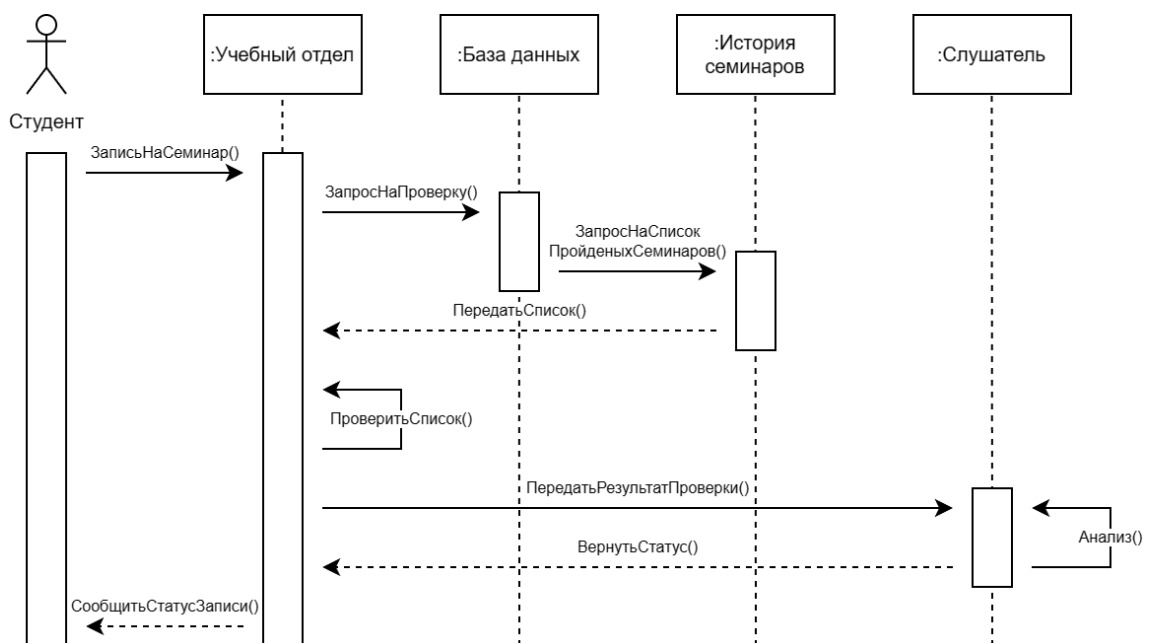 :Учебный отдел
:База данных
:История
семинаров
:Слушатель
Студент
ЗаписьНаСеминар()
ЗапросНаПроверку()
ЗапросНаСписок
ПройденыхСеминаров()
ПередатьСписок()
ПроверитьСписок()
ПередатьРезультатПроверки()
Анализ()
ВернутьСтатус()
СообщитьСтатусЗаписи()